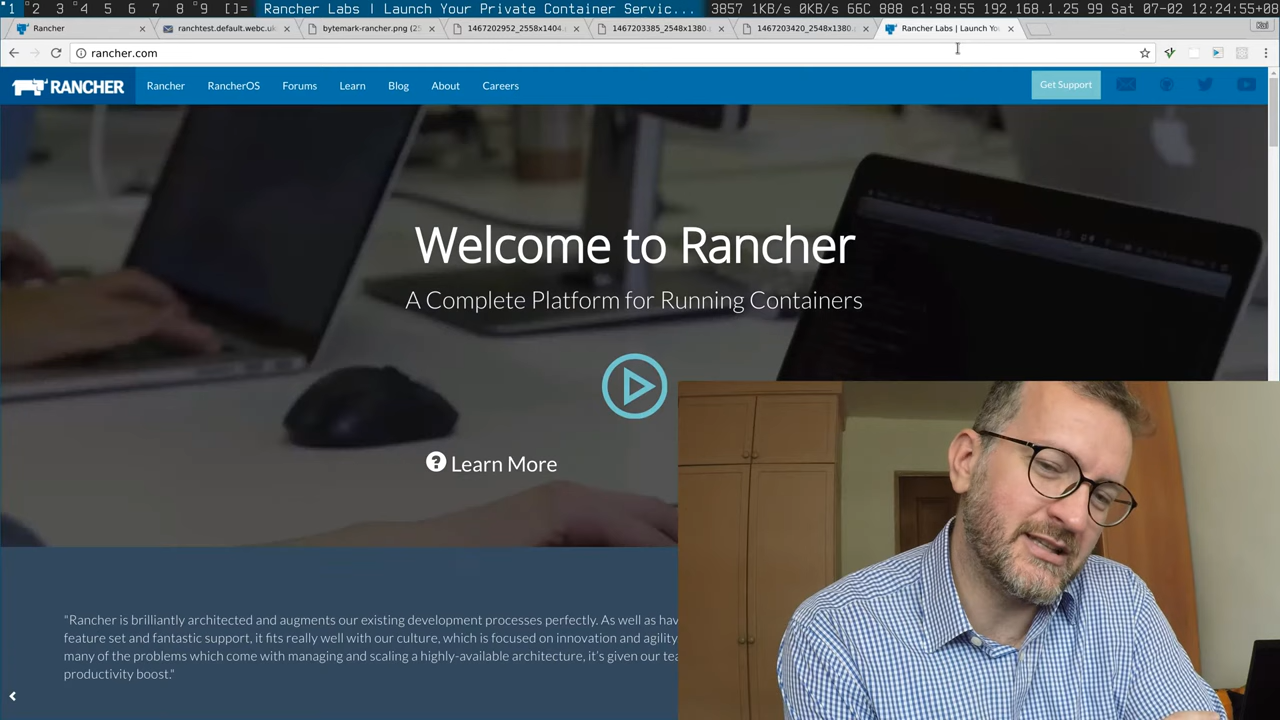 1 2 3 4 5 6 7 8 9 []= Rancher Labs | Launch Your Private Container Servic... 3857 1KB/s 0KB/s 66C 888 c1:98:55 192.168.1.25 99 Sat 07-02 12:24:55+08
Rancher ranchtest.default.webc.uk bytemark-rancher.png (25 1467202952_2558x1404. 1467203385_2548x1380. 1467203420_2548x1380. Rancher Labs | Launch Yo
rancher.com
RANCHER Rancher RancherOS Forums Learn Blog About Careers Get Support
Welcome to Rancher
A Complete Platform for Running Containers
Learn More
"Rancher is brilliantly architected and augments our existing development processes perfectly. As well as hav
feature set and fantastic support, it fits really well with our culture, which is focused on innovation and agility
many of the problems which come with managing and scaling a highly-available architecture, it's given our tea
productivity boost."